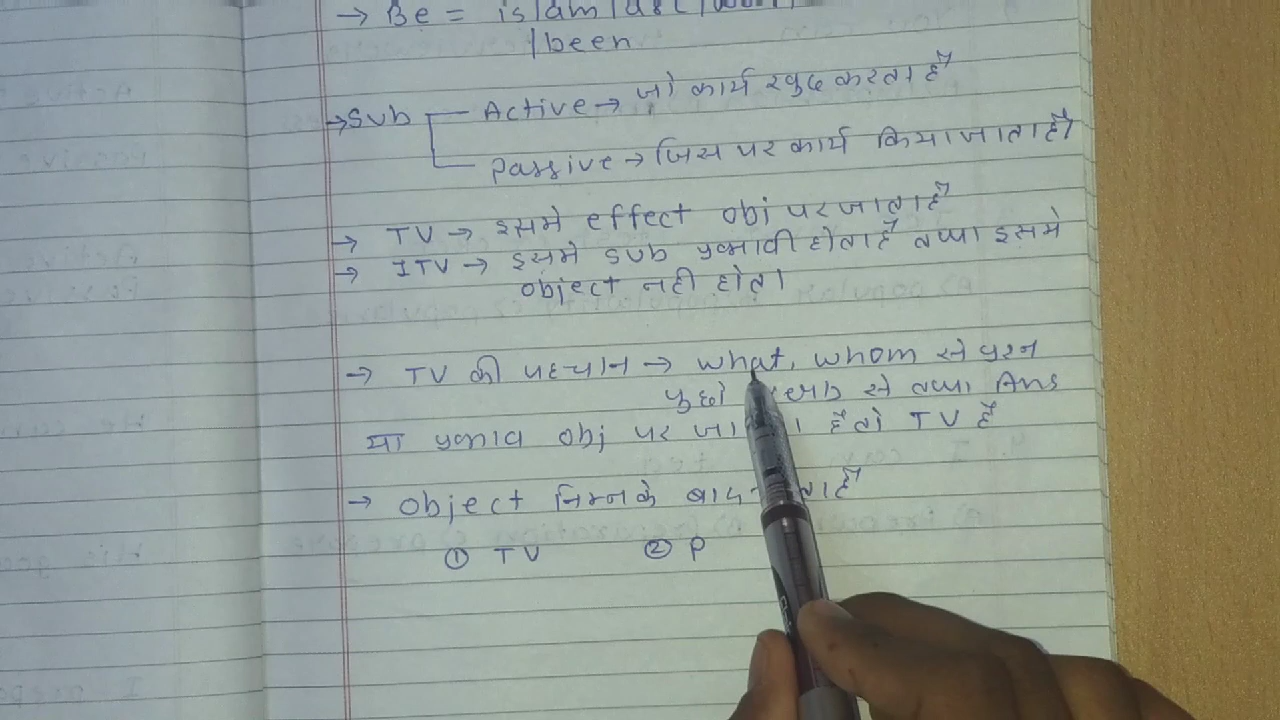 → Be = is/am/are/
/been
→ Sub Active → जो कार्य खुद करता है
Passive → जिस पर कार्य किया जाता है
→ TV → इसमे effect obj पर जाता है
→ ITV → इसमे sub प्रभावी होता है तथा इसमे
object नही होता
→ TV की पहचान → what, whom से प्रश्न
पुछो से तथा Ans
या प्रभाव obj पर है तो TV है
→ object निम्न के है
① TV ② P